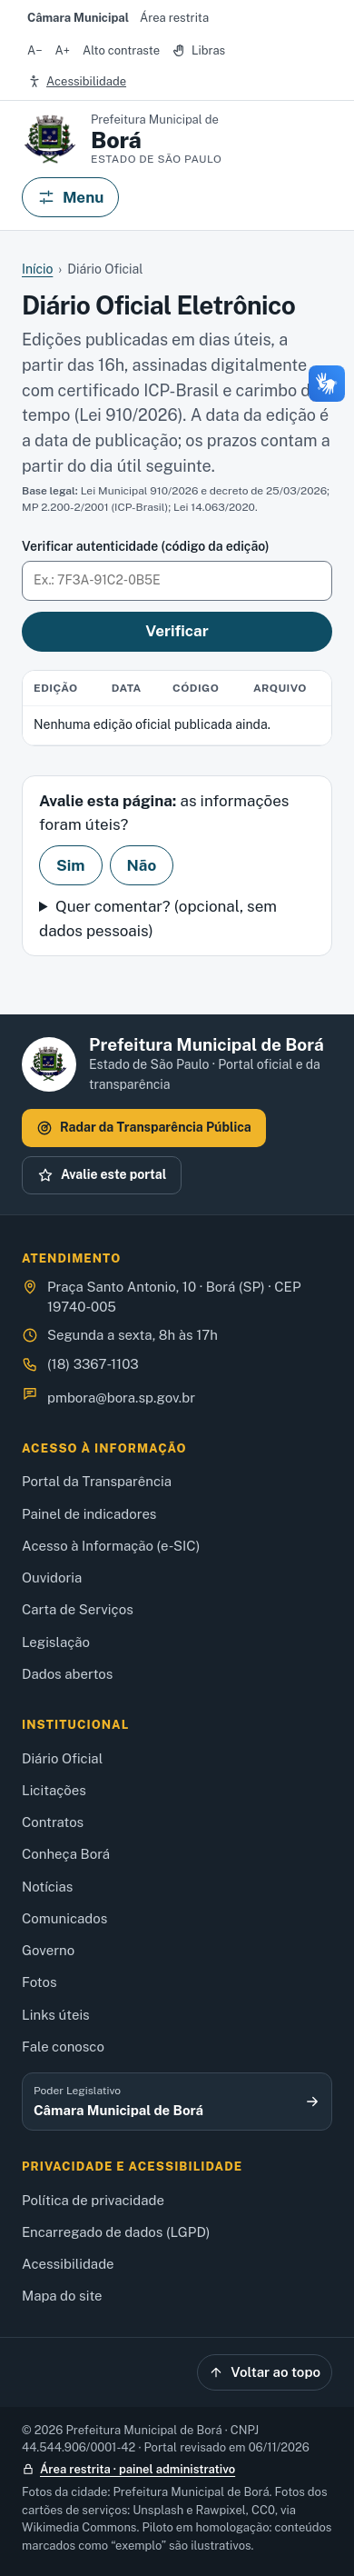 Câmara Municipal Área restrita
A− A+ Alto contraste Libras
Acessibilidade
Prefeitura Municipal de
Borá
ESTADO DE SÃO PAULO
Menu
Início › Diário Oficial
Diário Oficial Eletrônico
Edições publicadas em dias úteis, a
partir das 16h, assinadas digitalmente
com certificado ICP-Brasil e carimbo d
tempo (Lei 910/2026). A data da edição é
a data de publicação; os prazos contam a
partir do dia útil seguinte.
Base legal: Lei Municipal 910/2026 e decreto de 25/03/2026;
MP 2.200-2/2001 (ICP-Brasil); Lei 14.063/2020.
Verificar autenticidade (código da edição)
Ex.: 7F3A-91C2-0B5E
Verificar
EDIÇÃO DATA CÓDIGO ARQUIVO
Nenhuma edição oficial publicada ainda.
Avalie esta página: as informações
foram úteis?
Sim Não
Quer comentar? (opcional, sem
dados pessoais)
Prefeitura Municipal de Borá
Estado de São Paulo · Portal oficial e da
transparência
Radar da Transparência Pública
Avalie este portal
ATENDIMENTO
Praça Santo Antonio, 10 · Borá (SP) · CEP
19740-005
Segunda a sexta, 8h às 17h
(18) 3367-1103
pmbora@bora.sp.gov.br
ACESSO À INFORMAÇÃO
Portal da Transparência
Painel de indicadores
Acesso à Informação (e-SIC)
Ouvidoria
Carta de Serviços
Legislação
Dados abertos
INSTITUCIONAL
Diário Oficial
Licitações
Contratos
Conheça Borá
Notícias
Comunicados
Governo
Fotos
Links úteis
Fale conosco
Poder Legislativo
Câmara Municipal de Borá
PRIVACIDADE E ACESSIBILIDADE
Política de privacidade
Encarregado de dados (LGPD)
Acessibilidade
Mapa do site
Voltar ao topo
© 2026 Prefeitura Municipal de Borá · CNPJ
44.544.906/0001-42 · Portal revisado em 06/11/2026
Área restrita · painel administrativo
Fotos da cidade: Prefeitura Municipal de Borá. Fotos dos
cartões de serviços: Unsplash e Rawpixel, CC0, via
Wikimedia Commons. Piloto em homologação: conteúdos
marcados como “exemplo” são ilustrativos.